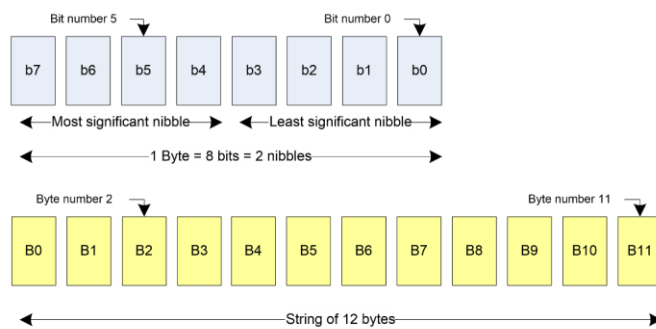 Bit number 5 Bit number 0
b7 b6 b5 b4 b3 b2 b1 b0
Most significant nibble Least significant nibble
1 Byte = 8 bits = 2 nibbles
Byte number 2 Byte number 11
B0 B1 B2 B3 B4 B5 B6 B7 B8 B9 B10 B11
String of 12 bytes